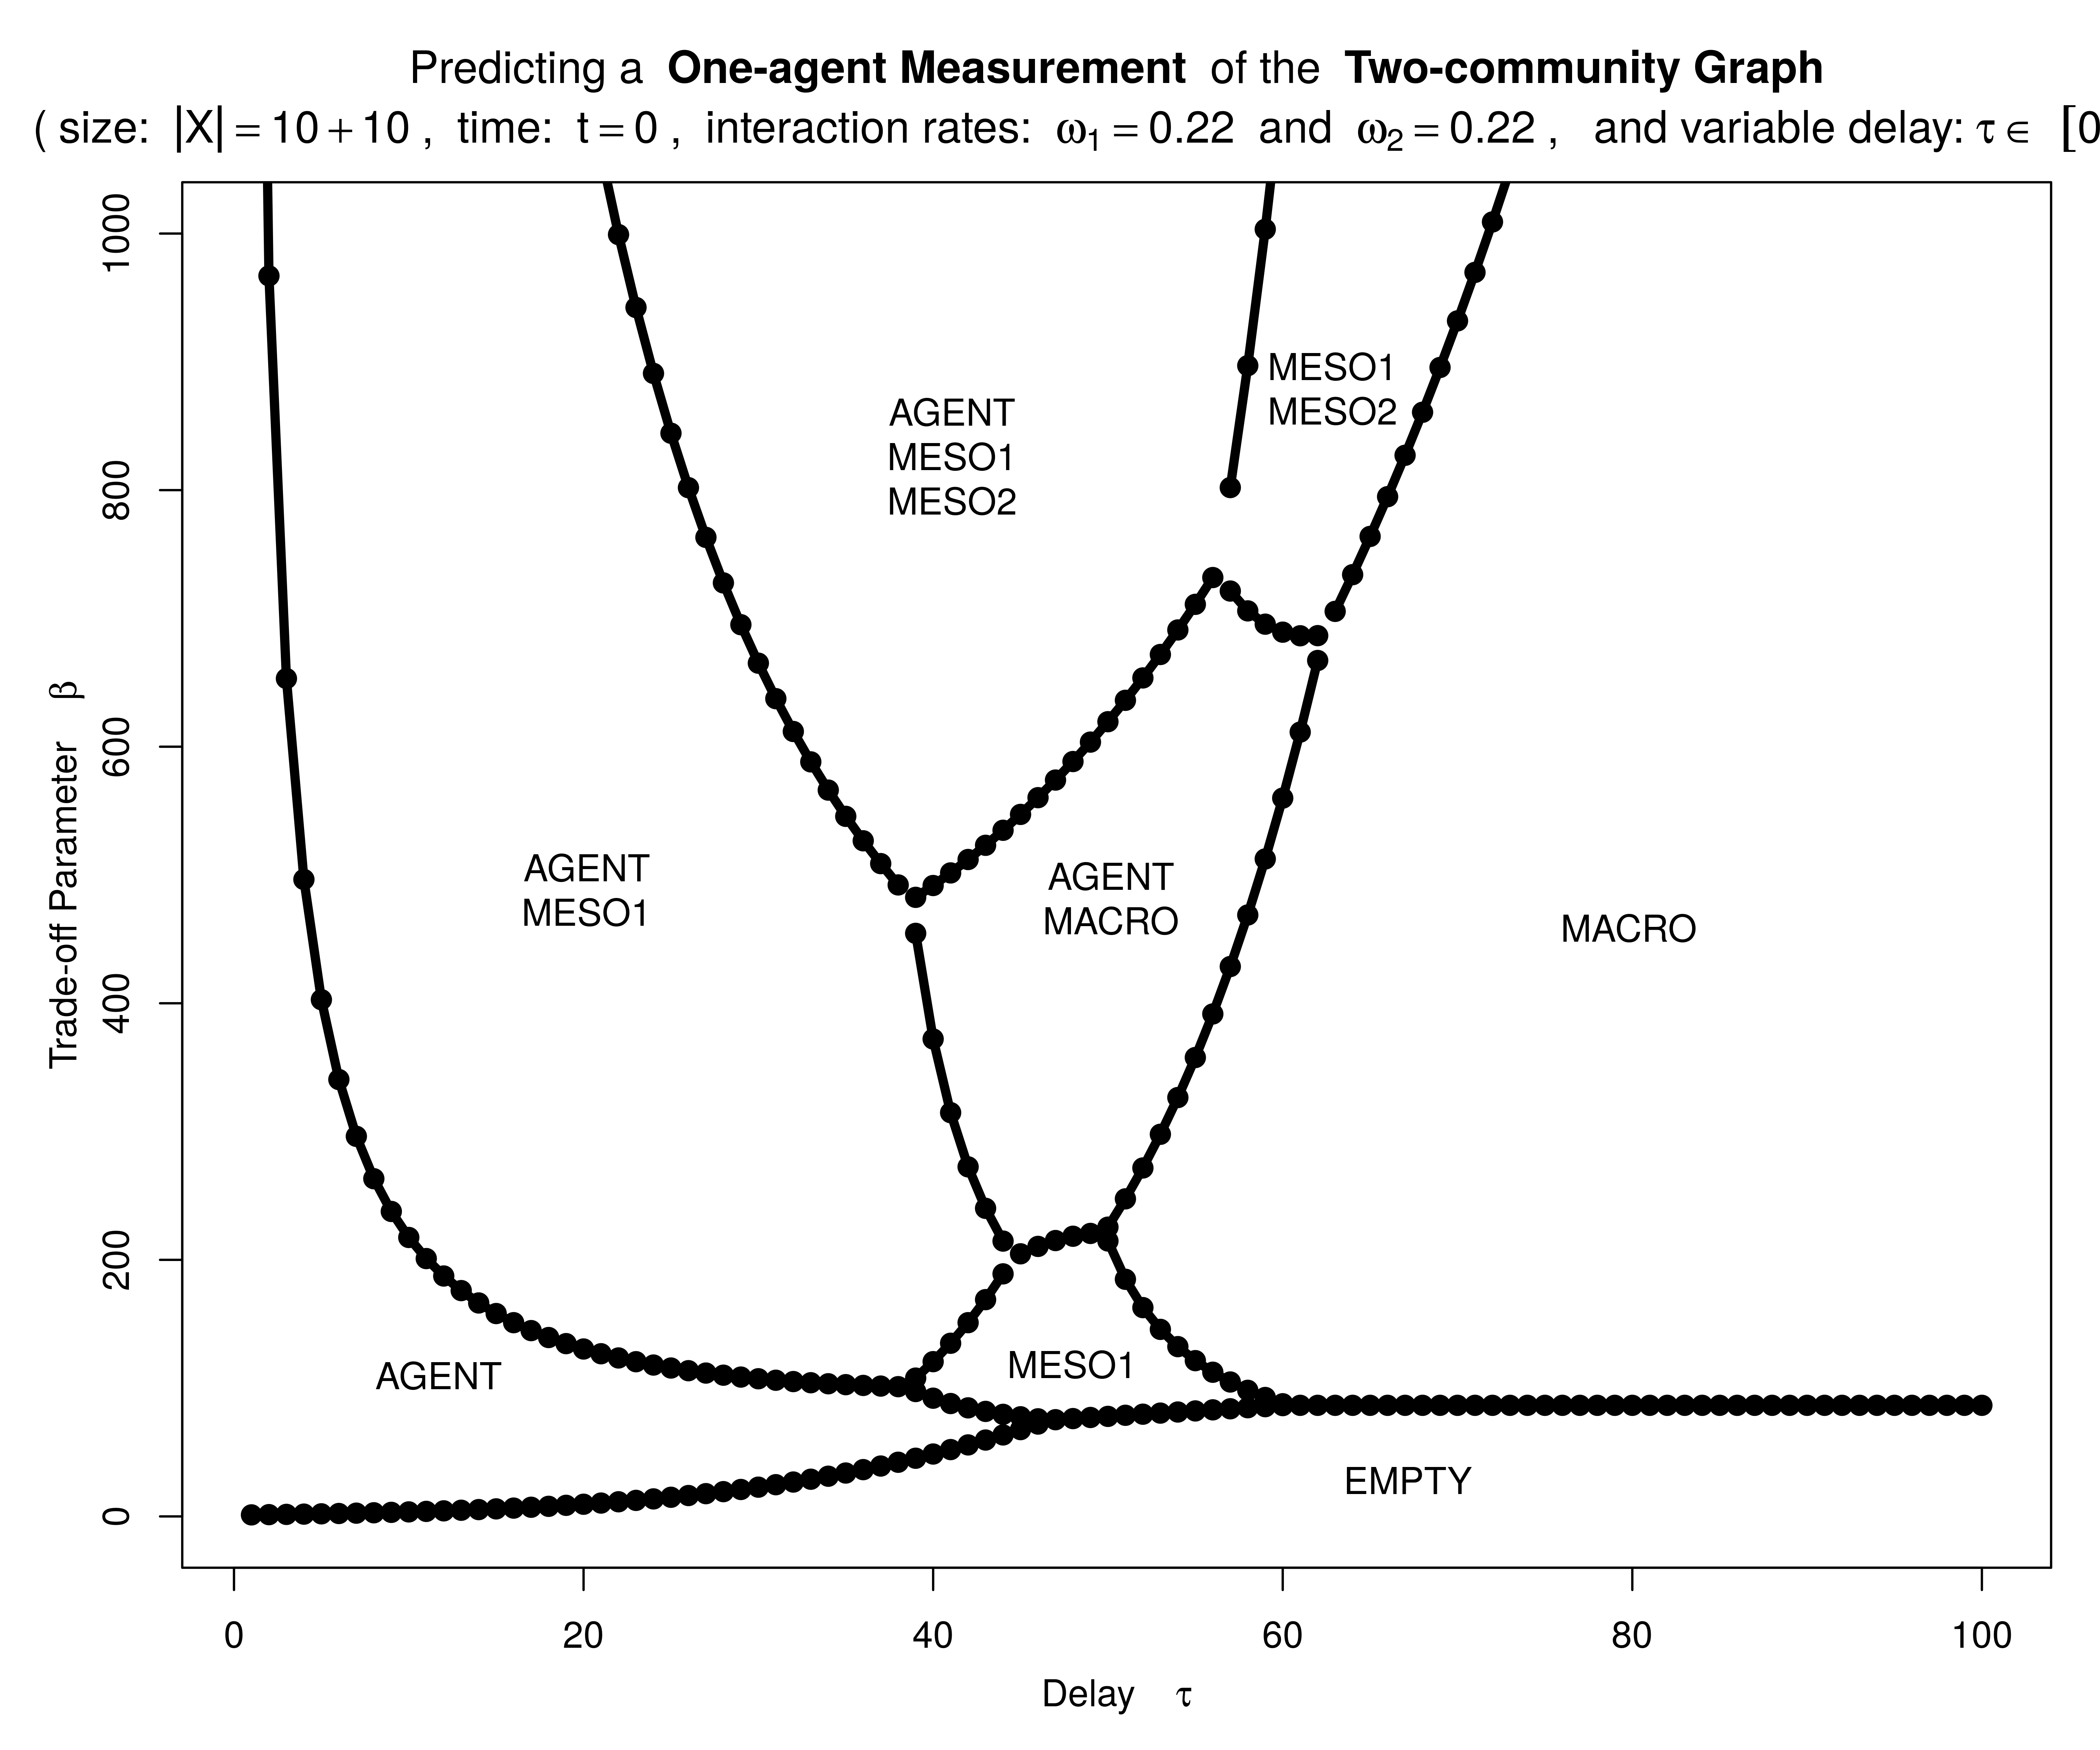 Predicting a One-agent Measurement of the Two-community Graph
( size: |X| = 10 + 10 , time: t = 0 , interaction rates: ω1 = 0.22 and ω2 = 0.22 , and variable delay: τ ∈ [0
1000
800
600
400
200
0
Trade-off Parameter β
MESO1
MESO2
AGENT
MESO1
MESO2
AGENT
MESO1
AGENT
MACRO
MACRO
AGENT
MESO1
EMPTY
0 20 40 60 80 100
Delay τ